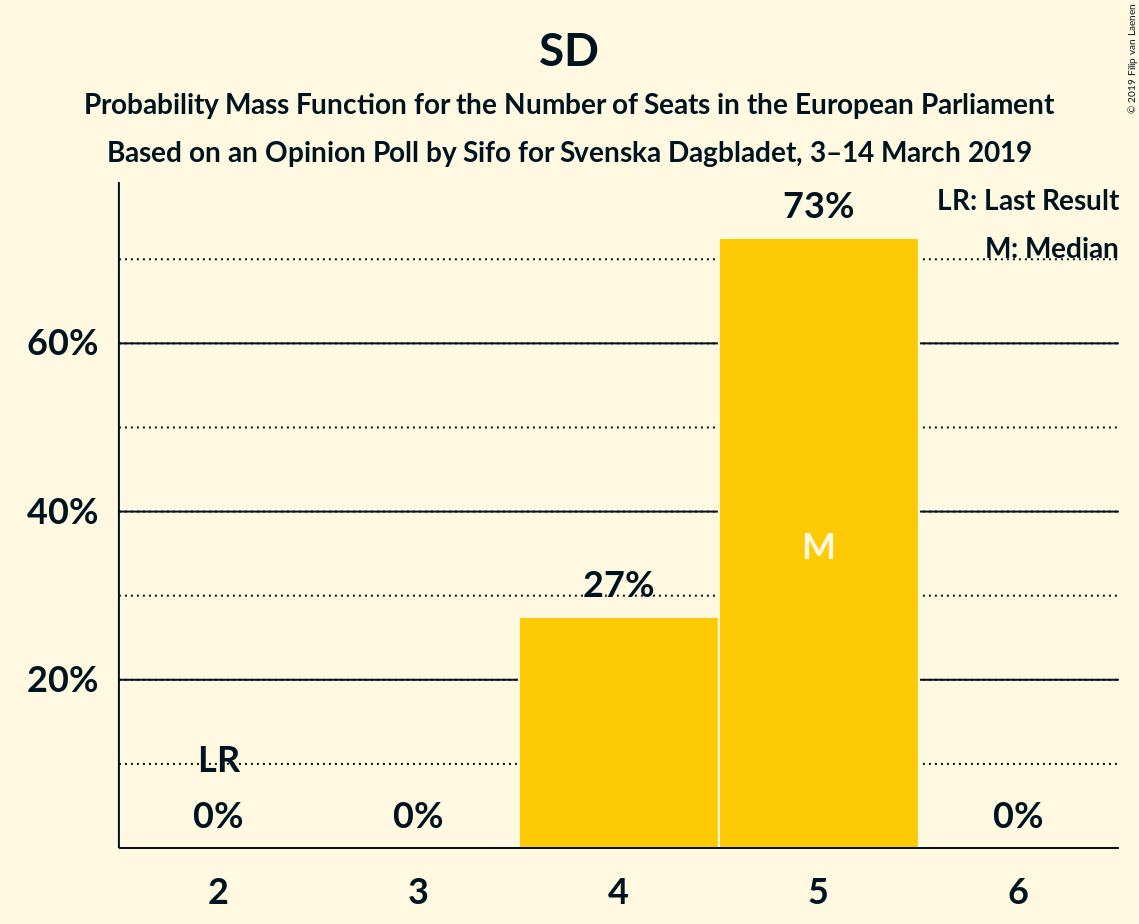 SD
Probability Mass Function for the Number of Seats in the European Parliament
Based on an Opinion Poll by Sifo for Svenska Dagbladet, 3–14 March 2019
© 2019 Filip van Laenen
LR: Last Result
M: Median
73%
60%
M
40%
27%
20%
LR
0%
0%
0%
2
3
4
5
6